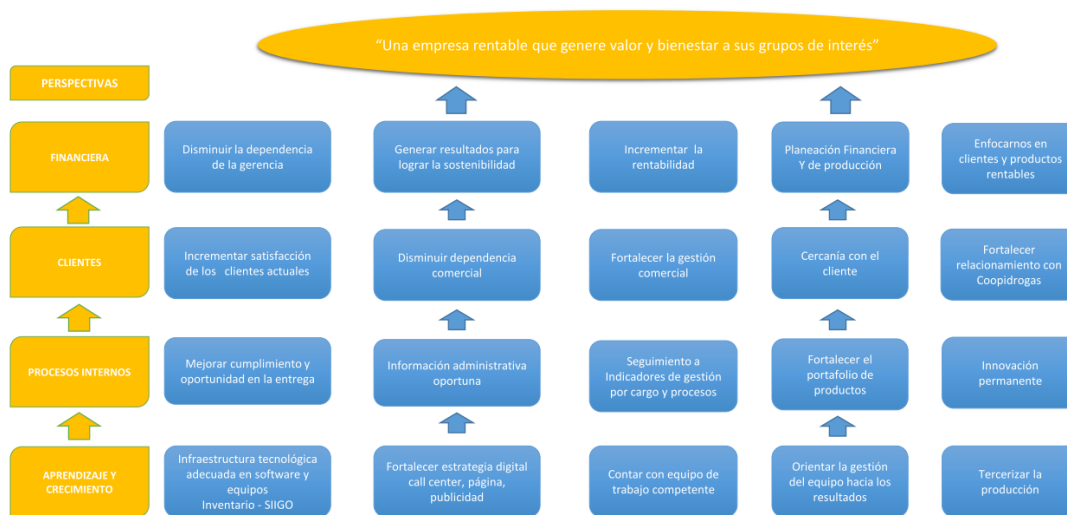 “Una empresa rentable que genere valor y bienestar a sus grupos de interés”
PERSPECTIVAS
FINANCIERA
Disminuir la dependencia
de la gerencia
Generar resultados para
lograr la sostenibilidad
Incrementar la
rentabilidad
Planeación Financiera
Y de producción
Enfocarnos en
clientes y productos
rentables
CLIENTES
Incrementar satisfacción
de los clientes actuales
Disminuir dependencia
comercial
Fortalecer la gestión
comercial
Cercanía con el
cliente
Fortalecer
relacionamiento con
Coopidrogas
PROCESOS INTERNOS
Mejorar cumplimiento y
oportunidad en la entrega
Información administrativa
oportuna
Seguimiento a
Indicadores de gestión
por cargo y procesos
Fortalecer el
portafolio de
productos
Innovación
permanente
APRENDIZAJE Y
CRECIMIENTO
Infraestructura tecnológica
adecuada en software y
equipos
Inventario - SIIGO
Fortalecer estrategia digital
call center, página,
publicidad
Contar con equipo de
trabajo competente
Orientar la gestión
del equipo hacia los
resultados
Tercerizar la
producción